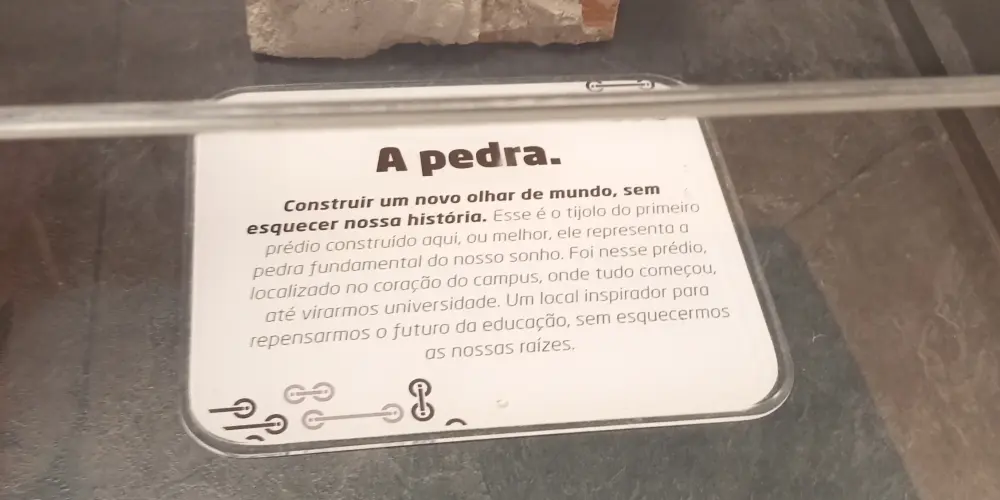 A pedra.
Construir um novo olhar de mundo, sem
esquecer nossa história. Esse é o tijolo do primeiro
prédio construído aqui, ou melhor, ele representa a
pedra fundamental do nosso sonho. Foi nesse prédio,
localizado no coração do campus, onde tudo começou,
até virarmos universidade. Um local inspirador para
repensarmos o futuro da educação, sem esquecermos
as nossas raízes.